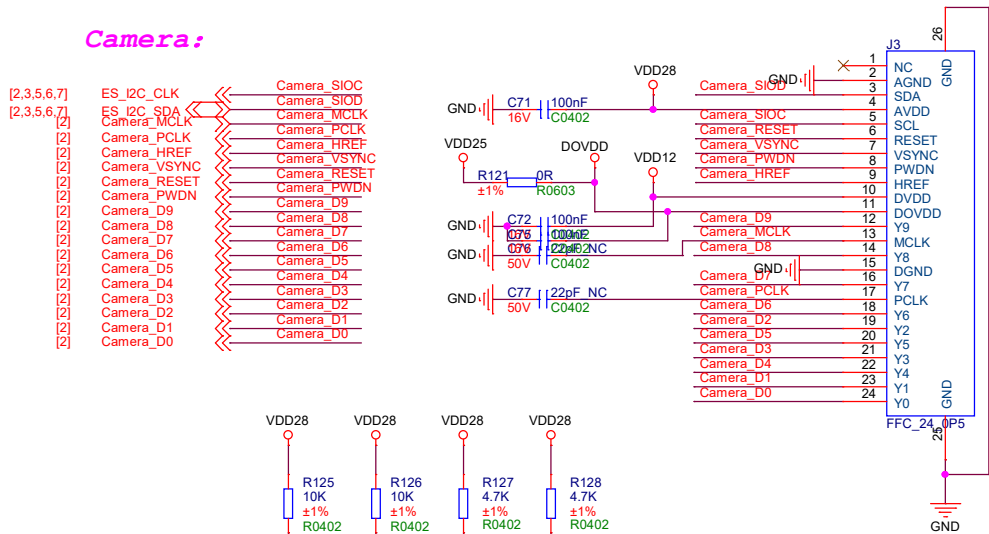 Camera:
[2,3,5,6,7] ES_I2C_CLK Camera_SIOC
[2,3,5,6,7] ES_I2C_SDA Camera_SIOD
[2] Camera_MCLK Camera_MCLK
[2] Camera_PCLK Camera_PCLK
[2] Camera_HREF Camera_HREF
[2] Camera_VSYNC Camera_VSYNC
[2] Camera_RESET Camera_RESET
[2] Camera_PWDN Camera_PWDN
[2] Camera_D9 Camera_D9
[2] Camera_D8 Camera_D8
[2] Camera_D7 Camera_D7
[2] Camera_D6 Camera_D6
[2] Camera_D5 Camera_D5
[2] Camera_D4 Camera_D4
[2] Camera_D3 Camera_D3
[2] Camera_D2 Camera_D2
[2] Camera_D1 Camera_D1
[2] Camera_D0 Camera_D0
VDD28
GND C71 100nF
16V C0402
VDD25 DOVDD VDD12
R121 0R
±1% R0603
GND C72 100nF
GND C76 22pF_NC
50V C0402
GND C77 22pF_NC
50V C0402
J3
26
GND
1 NC
GND 2 AGND
Camera_SIOD 3 SDA
4 AVDD
Camera_SIOC 5 SCL
Camera_RESET 6 RESET
Camera_VSYNC 7 VSYNC
Camera_PWDN 8 PWDN
Camera_HREF 9 HREF
10 DVDD
11 DOVDD
Camera_D9 12 Y9
Camera_MCLK 13 MCLK
Camera_D8 14 Y8
GND 15 DGND
Camera_D7 16 Y7
Camera_PCLK 17 PCLK
Camera_D6 18 Y6
Camera_D2 19 Y2
Camera_D5 20 Y5
Camera_D3 21 Y3
Camera_D4 22 Y4
Camera_D1 23 Y1
Camera_D0 24 Y0
GND
FFC_24_0P5
25
GND
VDD28 VDD28 VDD28 VDD28
R125 R126 R127 R128
10K 10K 4.7K 4.7K
±1% ±1% ±1% ±1%
R0402 R0402 R0402 R0402